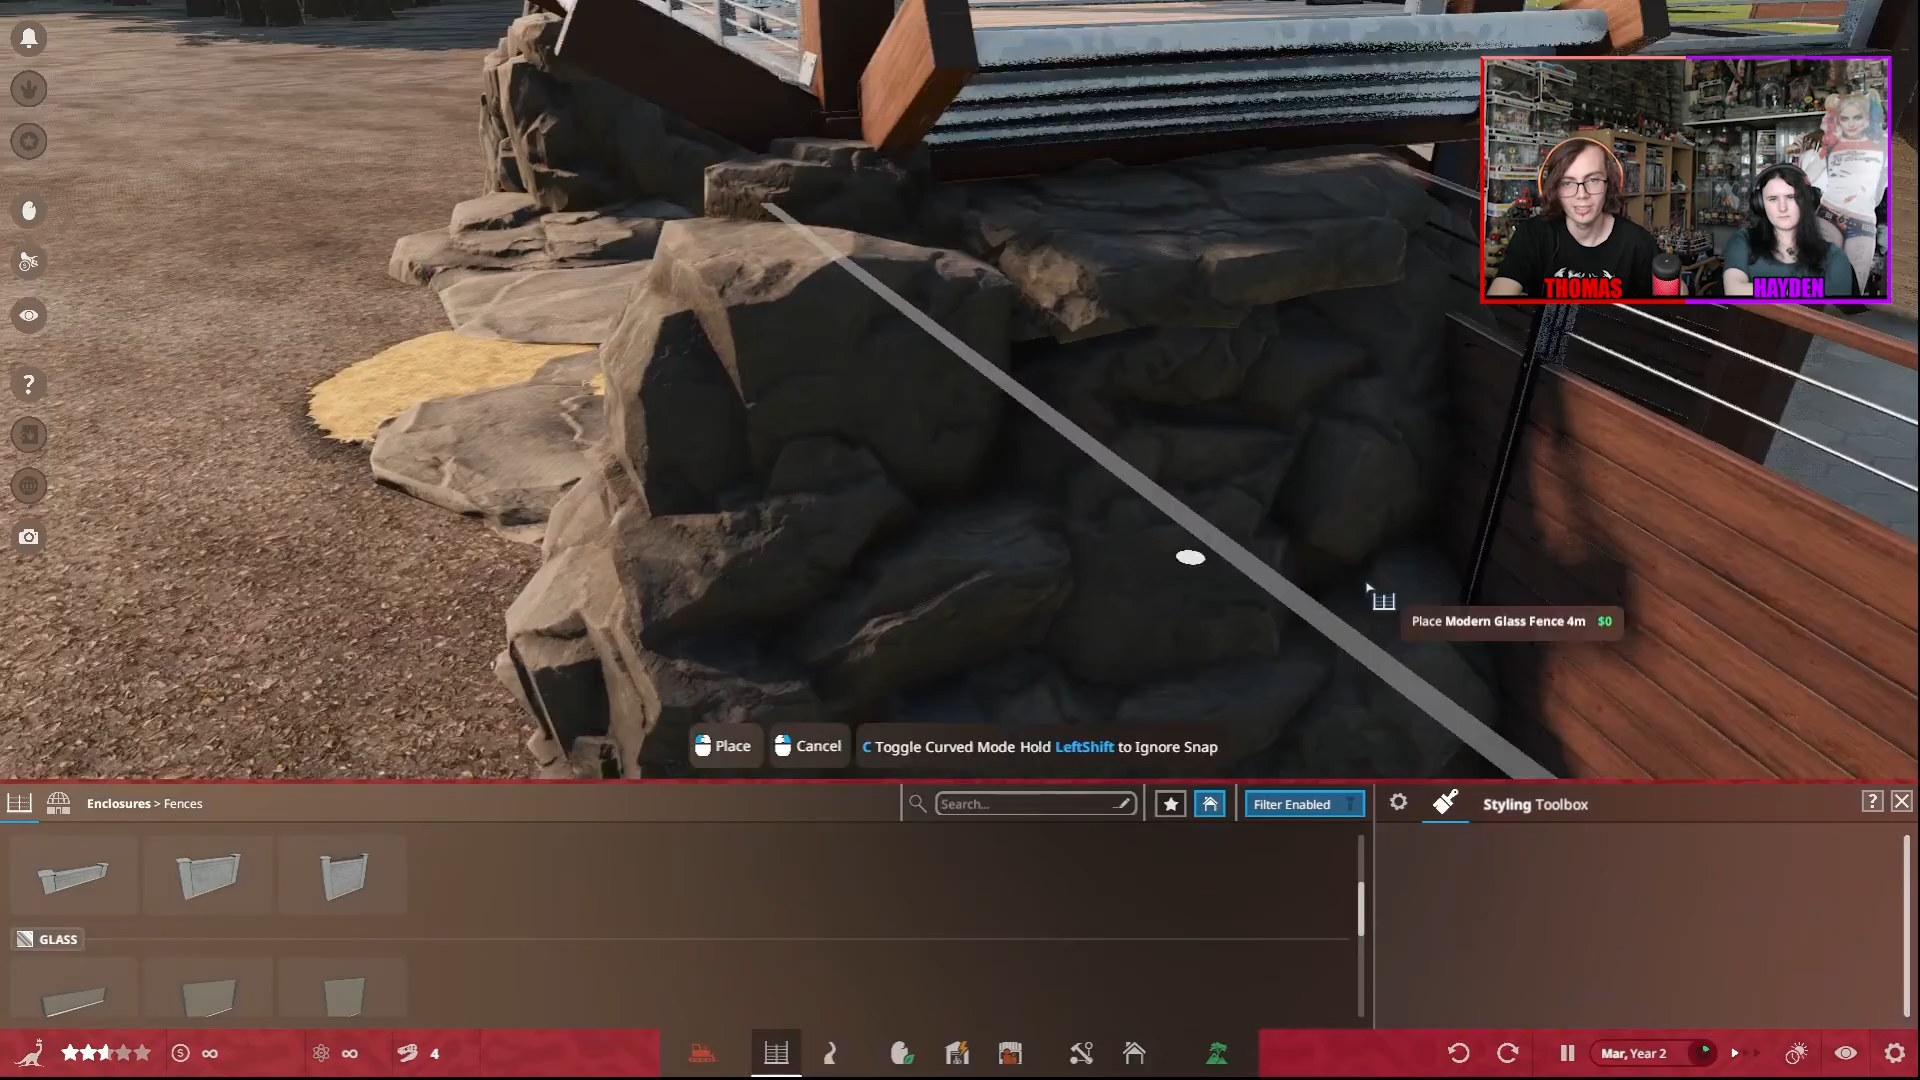 THOMAS
HAYDEN
Place Modern Glass Fence 4m $0
Place
Cancel
C Toggle Curved Mode Hold LeftShift to Ignore Snap
Enclosures > Fences
Search...
Filter Enabled
Styling Toolbox
?
?
GLASS
∞
∞
4
Mar, Year 2